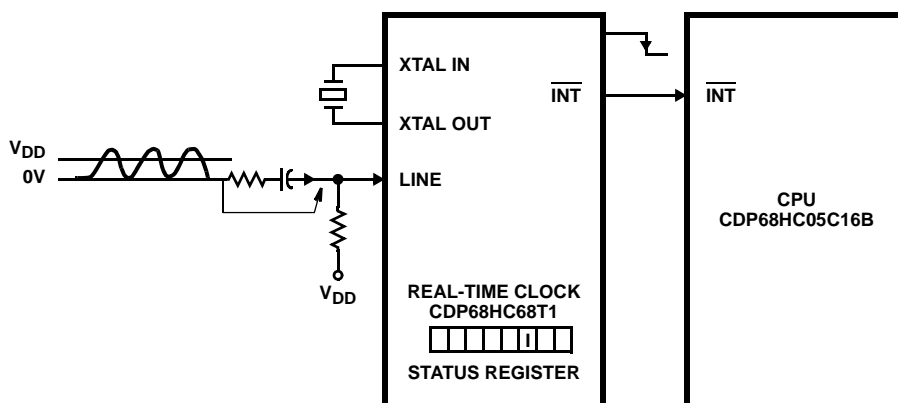 XTAL IN
INT
INT
XTAL OUT
VDD
0V
LINE
CPU
CDP68HC05C16B
VDD
REAL-TIME CLOCK
CDP68HC68T1
I
STATUS REGISTER